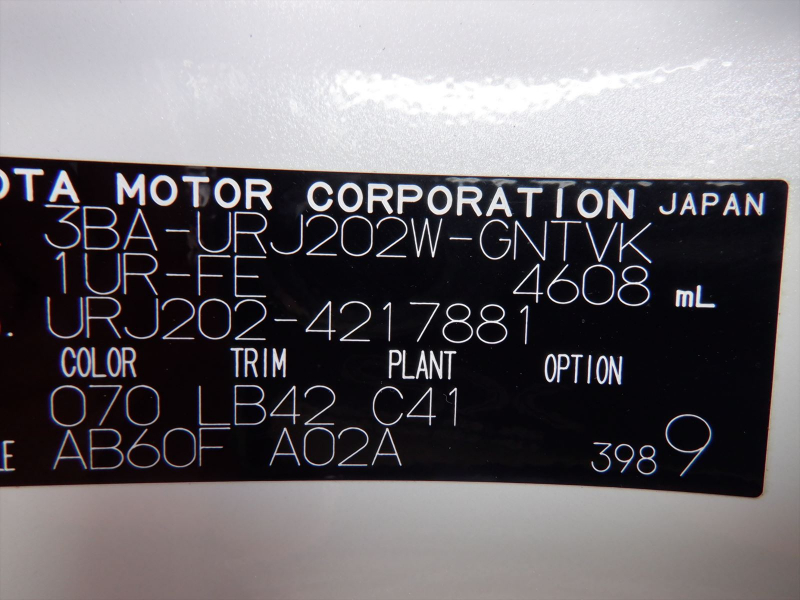 OTA MOTOR CORPORATION JAPAN
3BA-URJ202W-GNTVK
1UR-FE 4608 mL
. URJ202-4217881
COLOR TRIM PLANT OPTION
070 LB42 C41
LE AB60F A02A 398 9